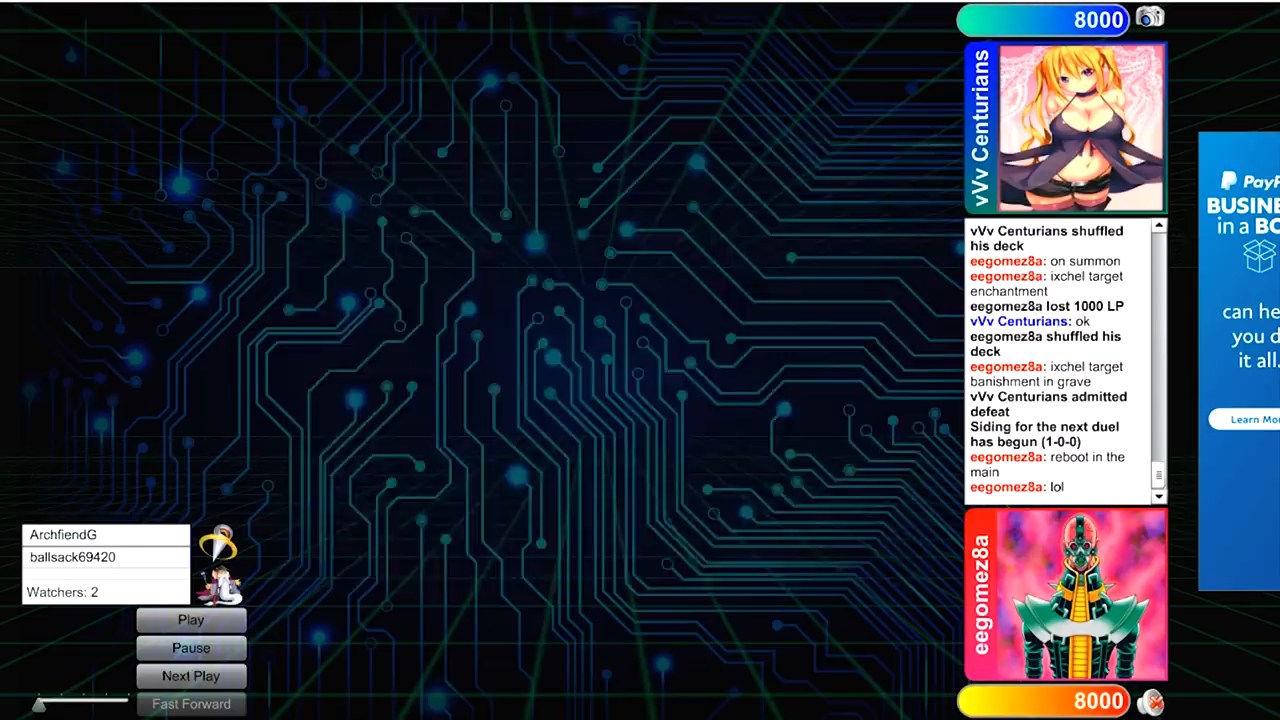 8000
vVv Centurians
vVv Centurians shuffled
his deck
eegomez8a: on summon
eegomez8a: ixchel target
enchantment
eegomez8a lost 1000 LP
vVv Centurians: ok
eegomez8a shuffled his
deck
eegomez8a: ixchel target
banishment in grave
vVv Centurians admitted
defeat
Siding for the next duel
has begun (1-0-0)
eegomez8a: reboot in the
main
eegomez8a: lol
eegomez8a
8000
PayP
BUSINE
in a BO
can he
you d
it all.
Learn Mo
ArchfiendG
ballsack69420
Watchers: 2
Play
Pause
Next Play
Fast Forward